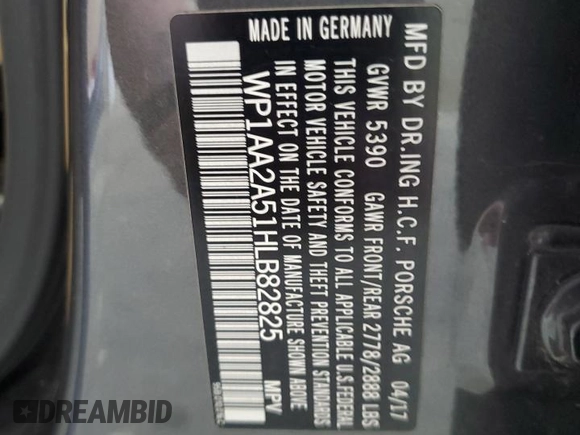 MFD BY DR.ING H.C.F. PORSCHE AG 04/17
GVWR 5390 GAWR FRONT/REAR 2778/2888 LBS
THIS VEHICLE CONFORMS TO ALL APPLICABLE U.S.FEDERAL
MOTOR VEHICLE SAFETY AND THEFT PREVENTION STANDARDS
IN EFFECT ON THE DATE OF MANUFACTURE SHOWN ABOVE
WP1AA2A51HLB82825 MPV
MADE IN GERMANY
DREAMBID